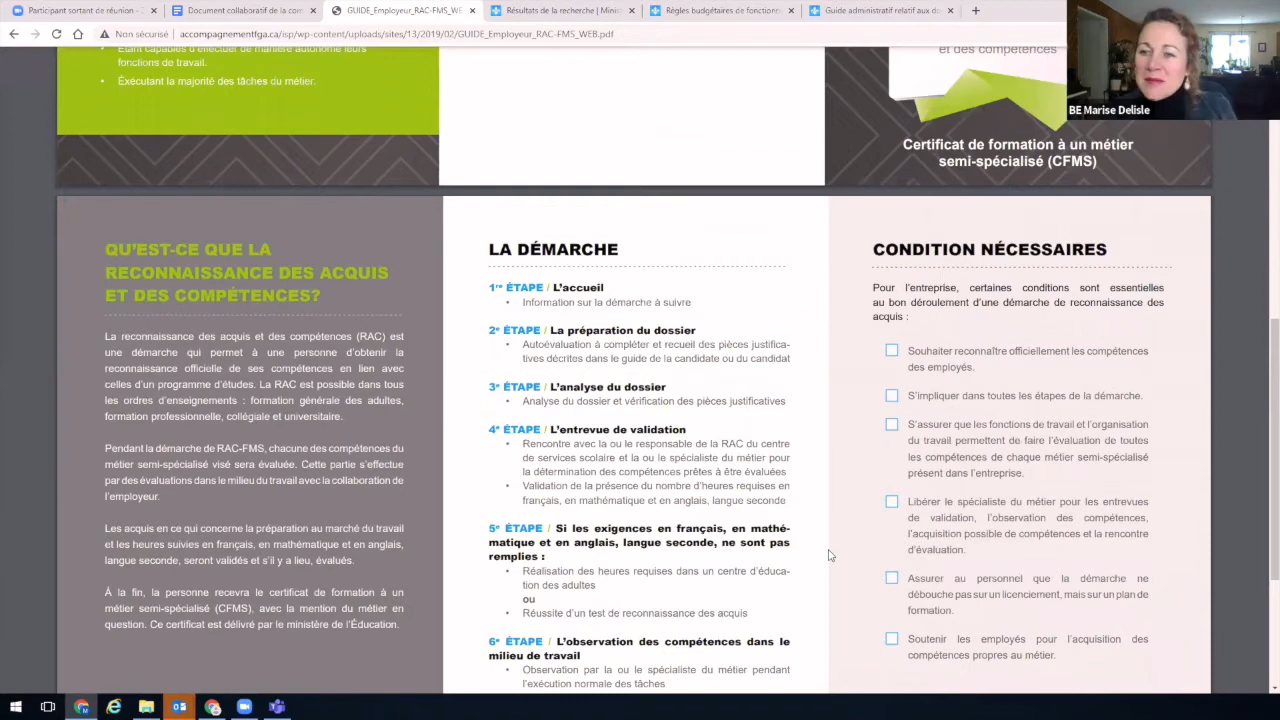 Participant sortant de réunion - Z
Document collaboratif de la com
GUIDE_Employeur_RAC-FMS_WE
Résultats de la recherche | Minis
Règles budgétaires de fonctionn
Guide administratif relatif aux do
Non sécurisé
accompagnementfga.ca/isp/wp-content/uploads/sites/13/2019/02/GUIDE_Employeur_RAC-FMS_WEB.pdf
• Étant capables d'effectuer de manière autonome leurs
fonctions de travail.
• Éxécutant la majorité des tâches du métier.
et des compétences
BE Marise Delisle
Certificat de formation à un métier
semi-spécialisé (CFMS)
QU'EST-CE QUE LA
RECONNAISSANCE DES ACQUIS
ET DES COMPÉTENCES?
La reconnaissance des acquis et des compétences (RAC) est
une démarche qui permet à une personne d'obtenir la
reconnaissance officielle de ses compétences en lien avec
celles d'un programme d'études. La RAC est possible dans tous
les ordres d'enseignements : formation générale des adultes,
formation professionnelle, collégiale et universitaire.
Pendant la démarche de RAC-FMS, chacune des compétences du
métier semi-spécialisé visé sera évaluée. Cette partie s'effectue
par des évaluations dans le milieu du travail avec la collaboration de
l'employeur.
Les acquis en ce qui concerne la préparation au marché du travail
et les heures suivies en français, en mathématique et en anglais,
langue seconde, seront validés et s'il y a lieu, évalués.
À la fin, la personne recevra le certificat de formation à un
métier semi-spécialisé (CFMS), avec la mention du métier en
question. Ce certificat est délivré par le ministère de l'Éducation.
LA DÉMARCHE
1re ÉTAPE / L'accueil
• Information sur la démarche à suivre
2e ÉTAPE / La préparation du dossier
• Autoévaluation à compléter et recueil des pièces justifica-
tives décrites dans le guide de la candidate ou du candidat
3e ÉTAPE / L'analyse du dossier
• Analyse du dossier et vérification des pièces justificatives
4e ÉTAPE / L'entrevue de validation
• Rencontre avec la ou le responsable de la RAC du centre
de services scolaire et la ou le spécialiste du métier pour
la détermination des compétences prêtes à être évaluées
• Validation de la présence du nombre d'heures requises en
français, en mathématique et en anglais, langue seconde
5e ÉTAPE / Si les exigences en français, en mathé-
matique et en anglais, langue seconde, ne sont pas
remplies :
• Réalisation des heures requises dans un centre d'éduca-
tion des adultes
ou
• Réussite d'un test de reconnaissance des acquis
6e ÉTAPE / L'observation des compétences dans le
milieu de travail
• Observation par la ou le spécialiste du métier pendant
l'exécution normale des tâches
CONDITION NÉCESSAIRES
Pour l'entreprise, certaines conditions sont essentielles
au bon déroulement d'une démarche de reconnaissance des
acquis :
Souhaiter reconnaître officiellement les compétences
des employés.
S'impliquer dans toutes les étapes de la démarche.
S'assurer que les fonctions de travail et l'organisation
du travail permettent de faire l'évaluation de toutes
les compétences de chaque métier semi-spécialisé
présent dans l'entreprise.
Libérer le spécialiste du métier pour les entrevues
de validation, l'observation des compétences,
l'acquisition possible de compétences et la rencontre
d'évaluation.
Assurer au personnel que la démarche ne
débouche pas sur un licenciement, mais sur un plan de
formation.
Soutenir les employés pour l'acquisition des
compétences propres au métier.